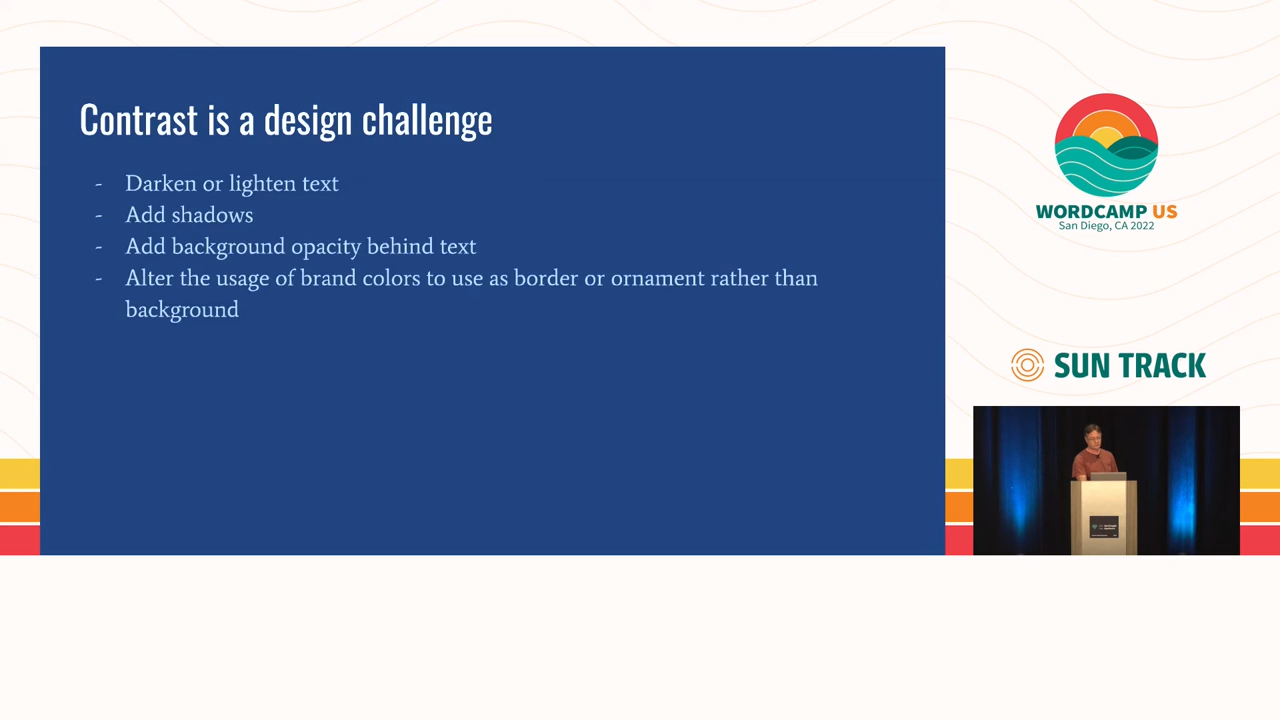 Contrast is a design challenge
- Darken or lighten text
- Add shadows
- Add background opacity behind text
- Alter the usage of brand colors to use as border or ornament rather than
background
WORDCAMP US
San Diego, CA 2022
SUN TRACK